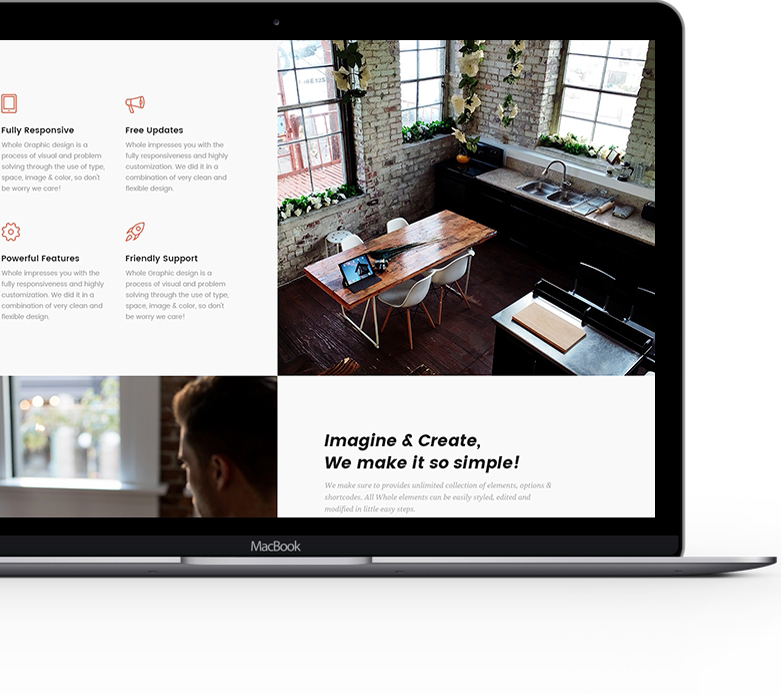 Fully Responsive
Whole Graphic design is a
process of visual and problem
solving through the use of type,
space, image & color, so don't
be worry we care!
Free Updates
Whole impresses you with the
fully responsiveness and highly
customization. We did it in a
combination of very clean and
flexible design.
Powerful Features
Whole impresses you with the
fully responsiveness and highly
customization. We did it in a
combination of very clean and
flexible design.
Friendly Support
Whole Graphic design is a
process of visual and problem
solving through the use of type,
space, image & color, so don't
be worry we care!
Imagine & Create,
We make it so simple!
We make sure to provides unlimited collection of elements, options &
shortcodes. All Whole elements can be easily styled, edited and
modified in little easy steps.
MacBook